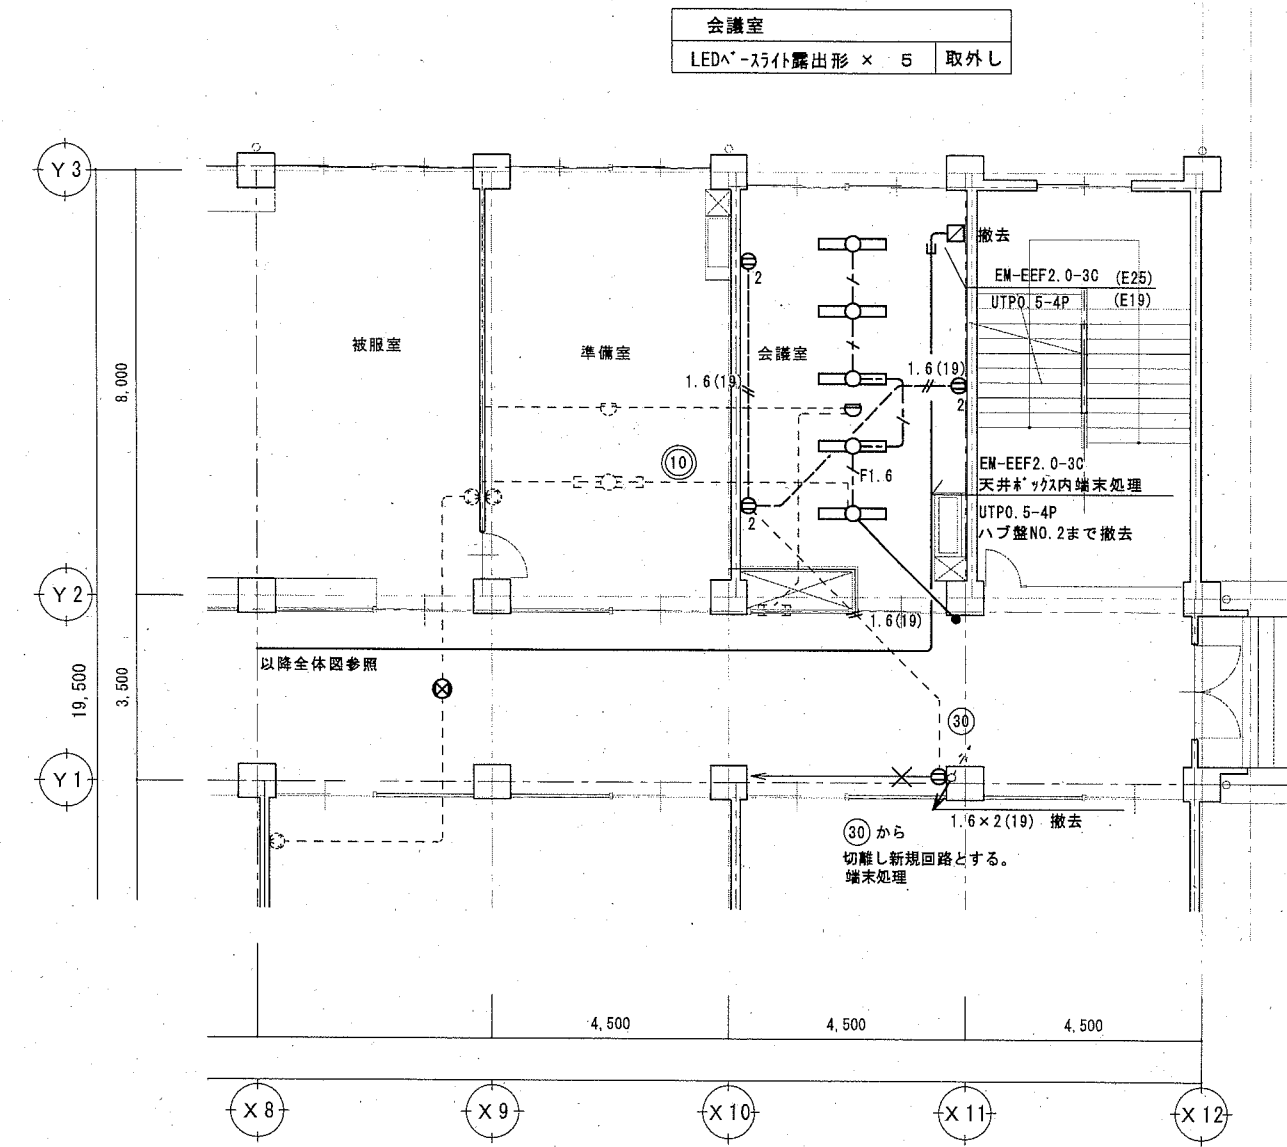 会議室
LEDベースライト露出形 × 5 取外し
Y3
撤去
EM-EEF2.0-3C (E25)
UTP0.5-4P (E19)
2
被服室
準備室
会議室
8,000
1.6(19)
1.6(19)
2
10
F1.6
EM-EEF2.0-3C
天井ボックス内端末処理
UTP0.5-4P
ハブ盤NO.2まで撤去
2
Y2
1.6(19)
以降全体図参照
19,500
3,500
30
Y1
1.6×2(19) 撤去
30 から
切離し新規回路とする。
端末処理
4,500
4,500
4,500
X8
X9
X10
X11
X12